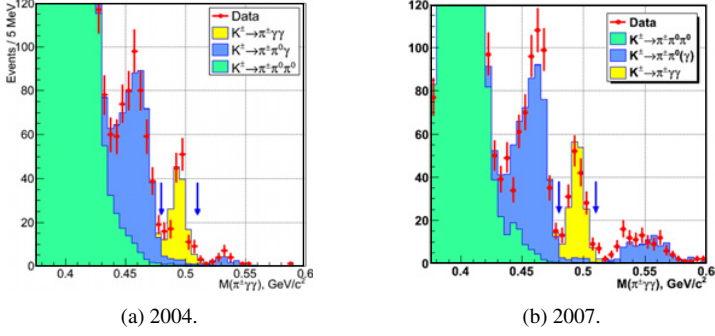 120
100
80
60
40
20
0
Events / 5 MeV
Data
K±→π±γγ
K±→π±π⁰γ
K±→π±π⁰π⁰
0.4 0.45 0.5 0.55 0.6
M(π±γγ), GeV/c²
(a) 2004.
120
100
80
60
40
20
0
Data
K±→π±π⁰π⁰
K±→π±π⁰(γ)
K±→π±γγ
0.4 0.45 0.5 0.55 0.6
M(π±γγ), GeV/c²
(b) 2007.